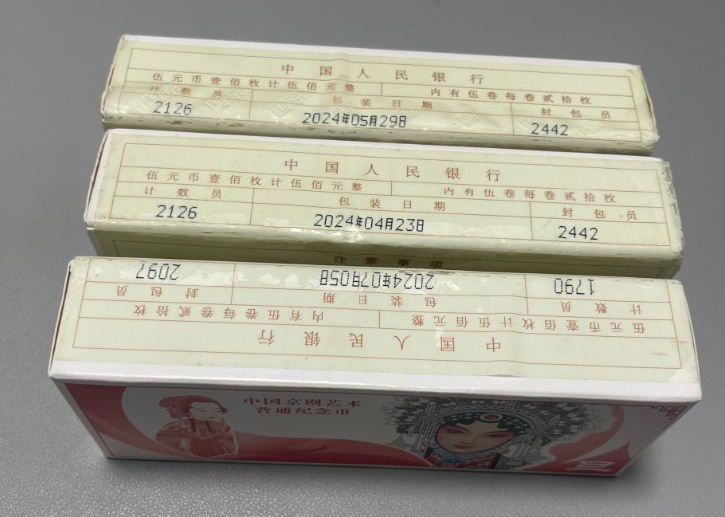 中国人民银行
伍元币壹佰枚计伍佰元整 内有伍卷每卷贰拾枚
计数员 包装日期 封包员
2126 2024年05月29日 2442
中国人民银行
伍元币壹佰枚计伍佰元整 内有伍卷每卷贰拾枚
计数员 包装日期 封包员
2126 2024年04月23日 2442
注意事项
中国人民银行
伍元币壹佰枚计伍佰元整 内有伍卷每卷贰拾枚
计数员 包装日期 封包员
1790 2024年07月05日 2097
中国京剧艺术
普通纪念币